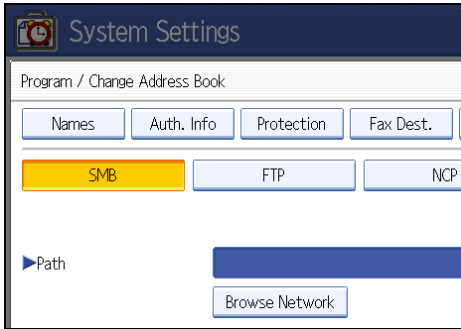 System Settings
Program / Change Address Book
Names Auth. Info Protection Fax Dest.
SMB FTP NCP
▶Path
Browse Network